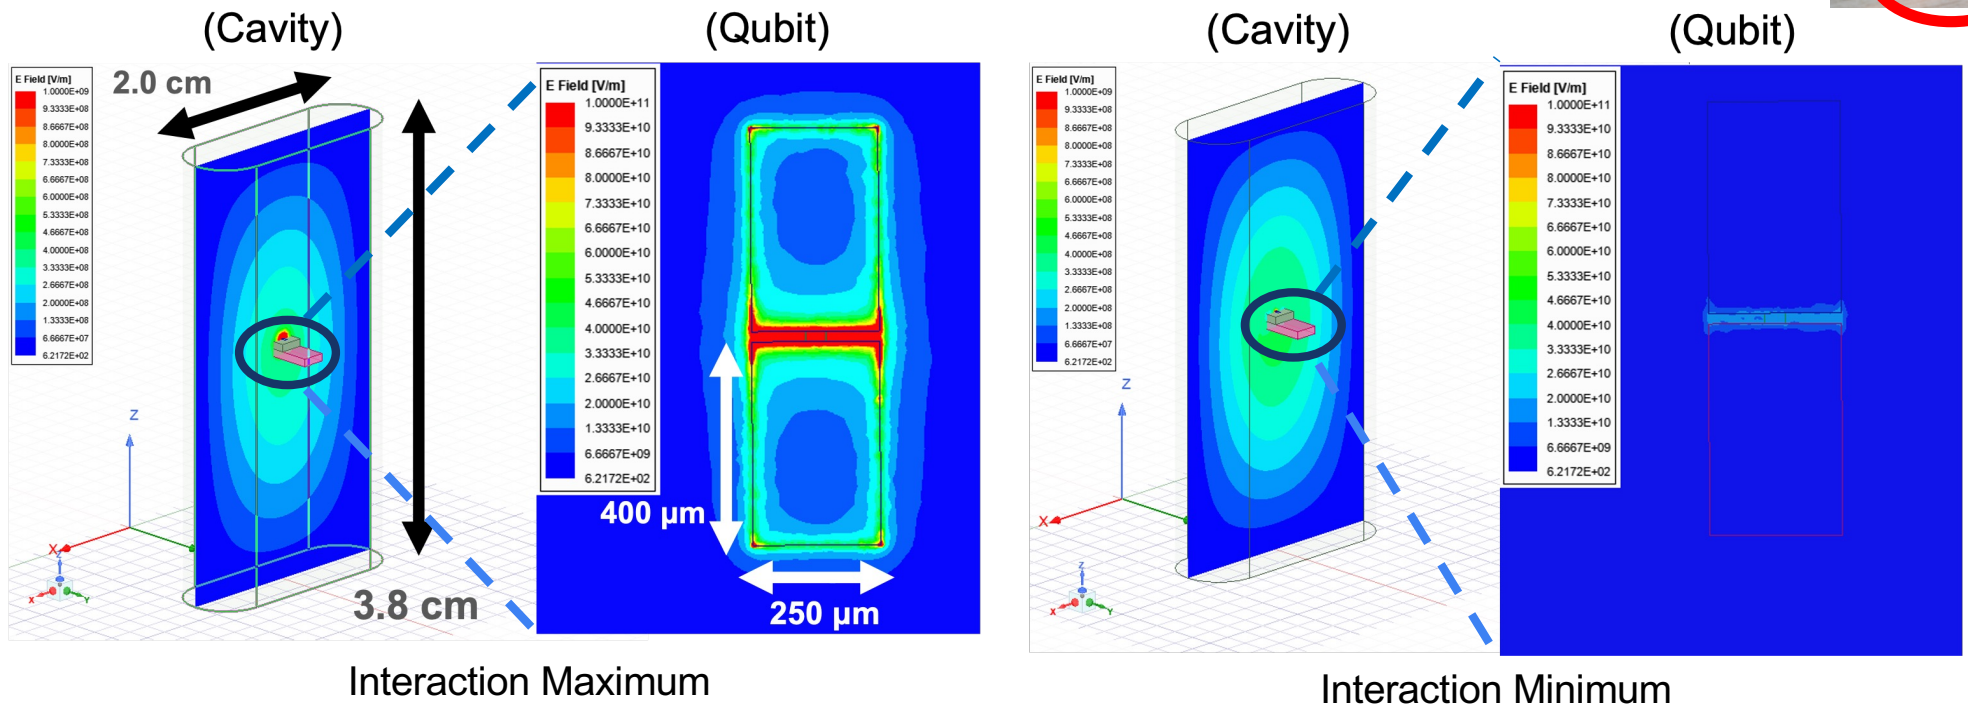 (Cavity)
(Qubit)
(Cavity)
(Qubit)
E Field [V/m]
1.0000E+09
9.3333E+08
8.6667E+08
8.0000E+08
7.3333E+08
6.6667E+08
6.0000E+08
5.3333E+08
4.6667E+08
4.0000E+08
3.3333E+08
2.6667E+08
2.0000E+08
1.3333E+08
6.6667E+07
6.2172E+02
2.0 cm
3.8 cm
Z
X
Z
X
Y
E Field [V/m]
1.0000E+11
9.3333E+10
8.6667E+10
8.0000E+10
7.3333E+10
6.6667E+10
6.0000E+10
5.3333E+10
4.6667E+10
4.0000E+10
3.3333E+10
2.6667E+10
2.0000E+10
1.3333E+10
6.6667E+09
6.2172E+02
400 µm
250 µm
E Field [V/m]
1.0000E+09
9.3333E+08
8.6667E+08
8.0000E+08
7.3333E+08
6.6667E+08
6.0000E+08
5.3333E+08
4.6667E+08
4.0000E+08
3.3333E+08
2.6667E+08
2.0000E+08
1.3333E+08
6.6667E+07
6.2172E+02
Z
X
Z
X
Y
E Field [V/m]
1.0000E+11
9.3333E+10
8.6667E+10
8.0000E+10
7.3333E+10
6.6667E+10
6.0000E+10
5.3333E+10
4.6667E+10
4.0000E+10
3.3333E+10
2.6667E+10
2.0000E+10
1.3333E+10
6.6667E+09
6.2172E+02
Interaction Maximum
Interaction Minimum